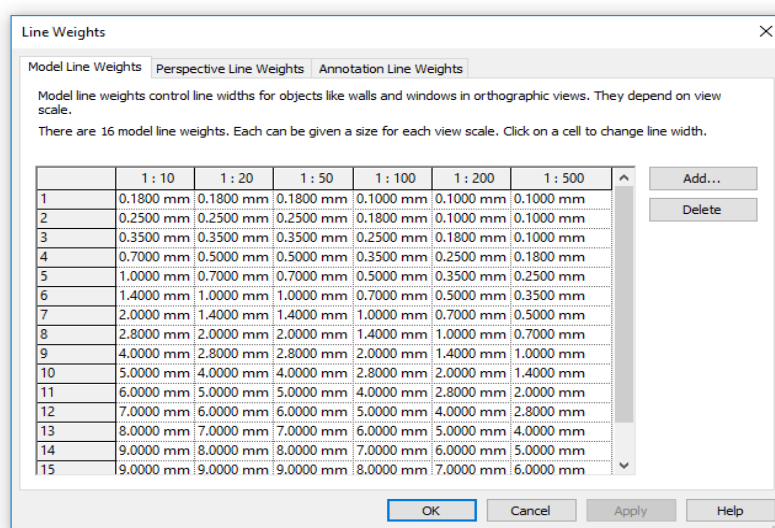 Line Weights
Model Line Weights Perspective Line Weights Annotation Line Weights
Model line weights control line widths for objects like walls and windows in orthographic views. They depend on view
scale.
There are 16 model line weights. Each can be given a size for each view scale. Click on a cell to change line width.
1 : 10 1 : 20 1 : 50 1 : 100 1 : 200 1 : 500 Add...
1 0.1800 mm 0.1800 mm 0.1800 mm 0.1000 mm 0.1000 mm 0.1000 mm
2 0.2500 mm 0.2500 mm 0.2500 mm 0.1800 mm 0.1000 mm 0.1000 mm Delete
3 0.3500 mm 0.3500 mm 0.3500 mm 0.2500 mm 0.1800 mm 0.1000 mm
4 0.7000 mm 0.5000 mm 0.5000 mm 0.3500 mm 0.2500 mm 0.1800 mm
5 1.0000 mm 0.7000 mm 0.7000 mm 0.5000 mm 0.3500 mm 0.2500 mm
6 1.4000 mm 1.0000 mm 1.0000 mm 0.7000 mm 0.5000 mm 0.3500 mm
7 2.0000 mm 1.4000 mm 1.4000 mm 1.0000 mm 0.7000 mm 0.5000 mm
8 2.8000 mm 2.0000 mm 2.0000 mm 1.4000 mm 1.0000 mm 0.7000 mm
9 4.0000 mm 2.8000 mm 2.8000 mm 2.0000 mm 1.4000 mm 1.0000 mm
10 5.0000 mm 4.0000 mm 4.0000 mm 2.8000 mm 2.0000 mm 1.4000 mm
11 6.0000 mm 5.0000 mm 5.0000 mm 4.0000 mm 2.8000 mm 2.0000 mm
12 7.0000 mm 6.0000 mm 6.0000 mm 5.0000 mm 4.0000 mm 2.8000 mm
13 8.0000 mm 7.0000 mm 7.0000 mm 6.0000 mm 5.0000 mm 4.0000 mm
14 9.0000 mm 8.0000 mm 8.0000 mm 7.0000 mm 6.0000 mm 5.0000 mm
15 9.0000 mm 9.0000 mm 9.0000 mm 8.0000 mm 7.0000 mm 6.0000 mm
OK Cancel Apply Help